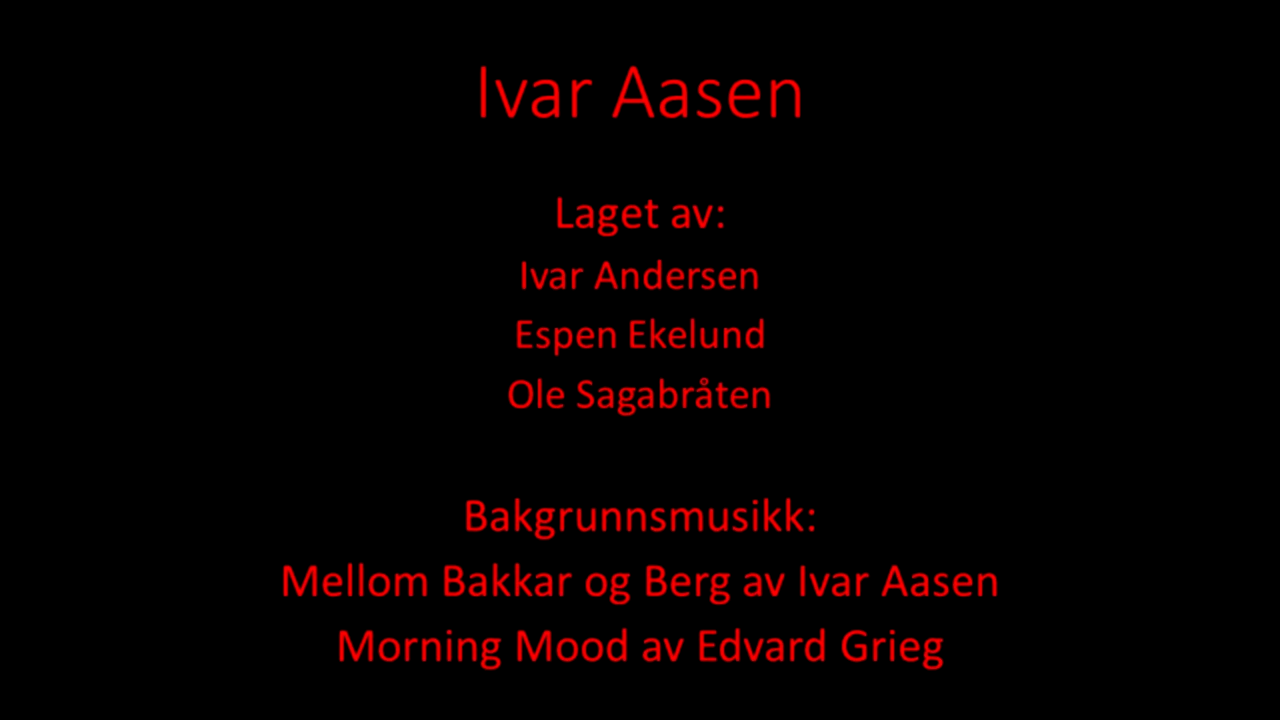 Ivar Aasen
Laget av:
Ivar Andersen
Espen Ekelund
Ole Sagabråten
Bakgrunnsmusikk:
Mellom Bakkar og Berg av Ivar Aasen
Morning Mood av Edvard Grieg